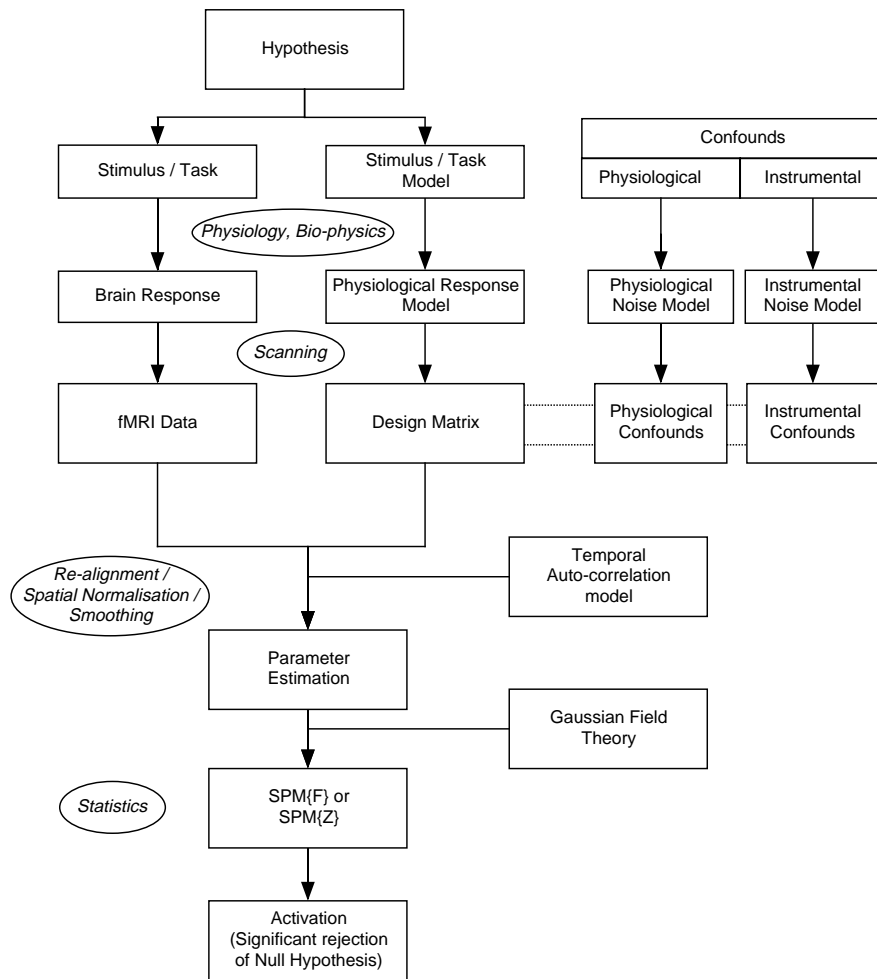 Hypothesis
Stimulus / Task
Stimulus / Task
Model
Confounds
Physiological
Instrumental
Physiology, Bio-physics
Brain Response
Physiological Response
Model
Physiological
Noise Model
Instrumental
Noise Model
Scanning
fMRI Data
Design Matrix
Physiological
Confounds
Instrumental
Confounds
Re-alignment /
Spatial Normalisation /
Smoothing
Temporal
Auto-correlation
model
Parameter
Estimation
Gaussian Field
Theory
Statistics
SPM{F} or
SPM{Z}
Activation
(Significant rejection
of Null Hypothesis)